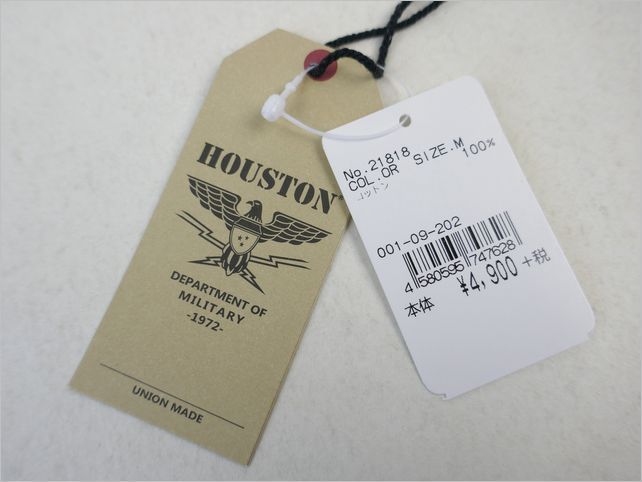 HOUSTON
DEPARTMENT OF
MILITARY
-1972-
UNION MADE
No.21818
COL.OR SIZE.M
コットン 100%
001-09-202
4 580595 747628
本体 ¥4,900 +税